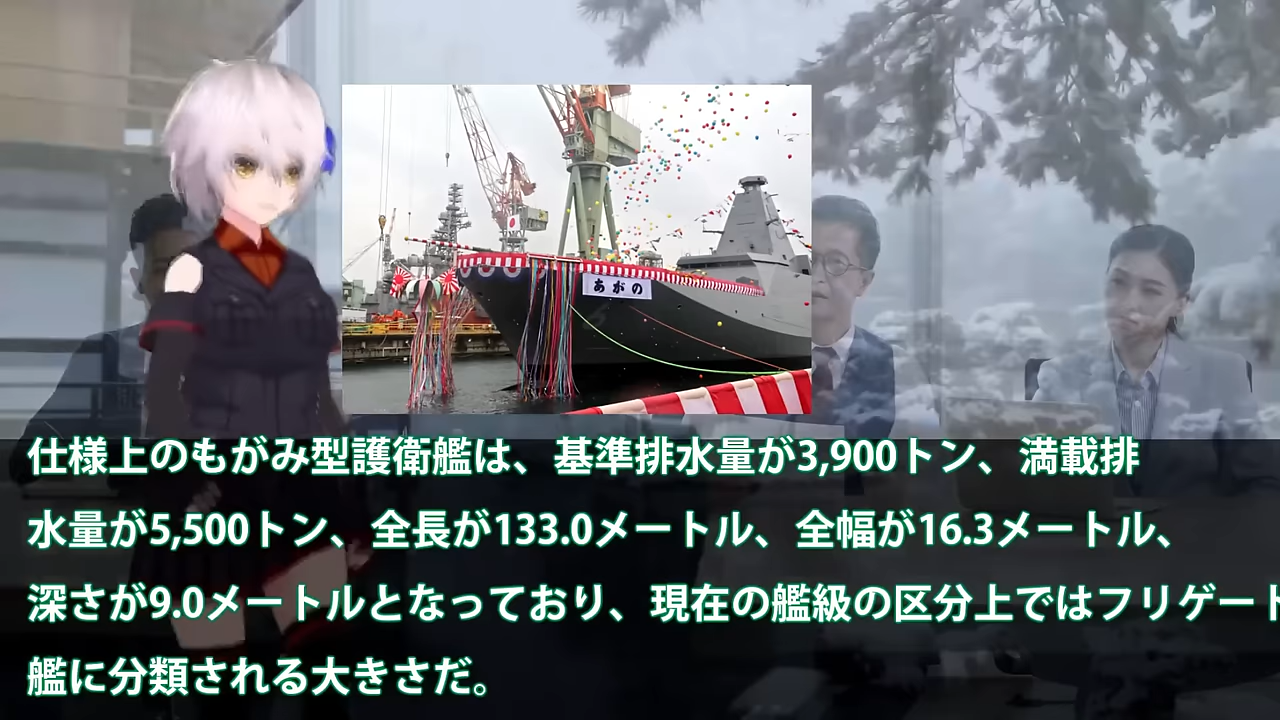 あがの
仕様上のもがみ型護衛艦は、基準排水量が3,900トン、満載排
水量が5,500トン、全長が133.0メートル、全幅が16.3メートル、
深さが9.0メートルとなっており、現在の艦級の区分上ではフリゲート
艦に分類される大きさだ。